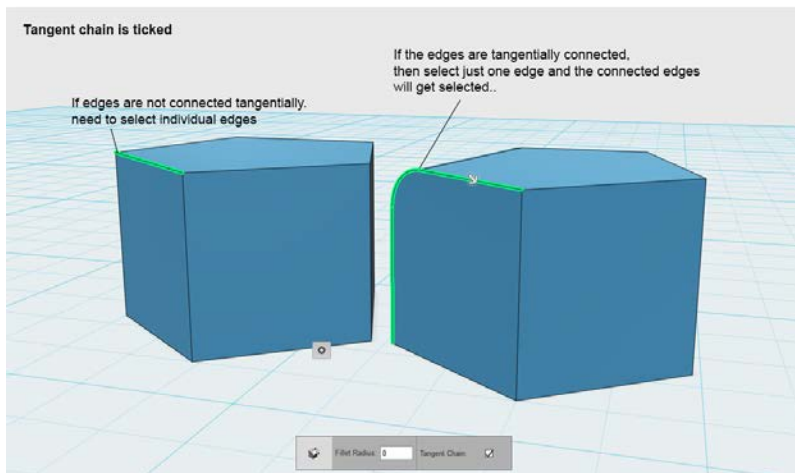 Tangent chain is ticked
If the edges are tangentially connected,
then select just one edge and the connected edges
will get selected..
If edges are not connected tangentially.
need to select individual edges
Fillet Radius: 0 Tangent Chain: